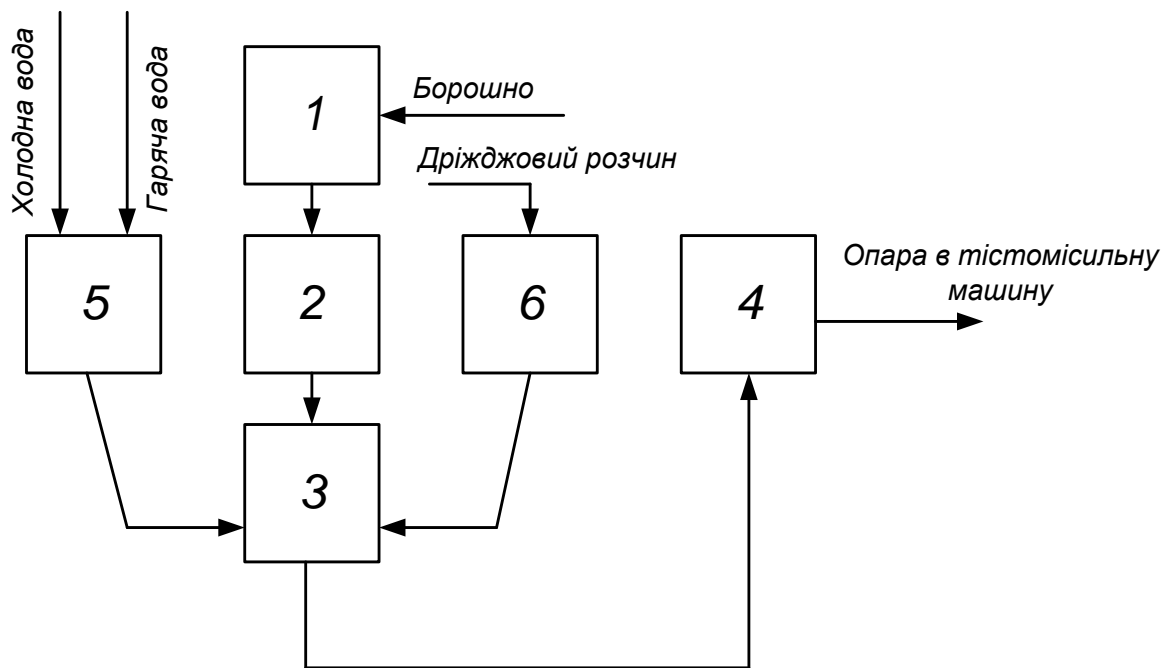 Холодна вода
Гаряча вода
1
Борошно
Дріжджовий розчин
5
2
6
4
Опара в тістомісильну
машину
3